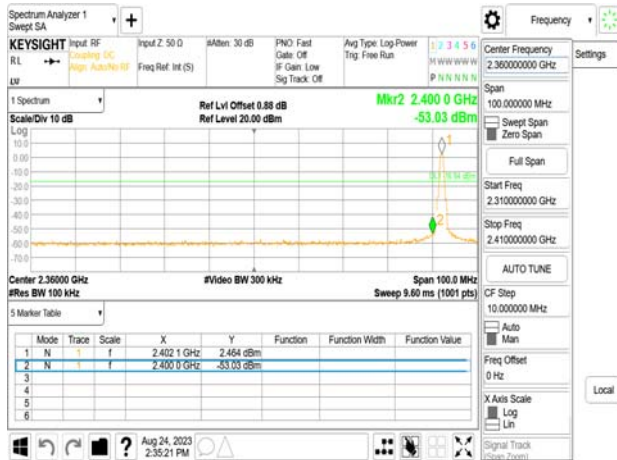 Spectrum Analyzer 1
Swept SA
Frequency
KEYSIGHT
RL
Input: RF
Coupling: DC
Align: Auto/No RF
Input Z: 50 Ω
Freq Ref: Int (S)
#Atten: 30 dB
PNO: Fast
Gate: Off
IF Gain: Low
Sig Track: Off
Avg Type: Log-Power
Trig: Free Run
1 2 3 4 5 6
M W W W W W
P N N N N N
1 Spectrum
Scale/Div 10 dB
Ref Lvl Offset 0.88 dB
Ref Level 20.00 dBm
Mkr2 2.400 0 GHz
-53.03 dBm
Log
10.0
0.00
-10.0
-20.0
-30.0
-40.0
-50.0
-60.0
-70.0
1
2
Center 2.36000 GHz
#Res BW 100 kHz
#Video BW 300 kHz
Span 100.0 MHz
Sweep 9.60 ms (1001 pts)
5 Marker Table
Mode Trace Scale X Y Function Function Width Function Value
1 N 1 f 2.402 1 GHz 2.464 dBm
2 N 1 f 2.400 0 GHz -53.03 dBm
3
4
5
6
Aug 24, 2023
2:35:21 PM
Center Frequency
2.360000000 GHz
Settings
Span
100.000000 MHz
Swept Span
Zero Span
Full Span
Start Freq
2.310000000 GHz
Stop Freq
2.410000000 GHz
AUTO TUNE
CF Step
10.000000 MHz
Auto
Man
Freq Offset
0 Hz
X Axis Scale
Log
Lin
Local
Signal Track
(Span Zoom)